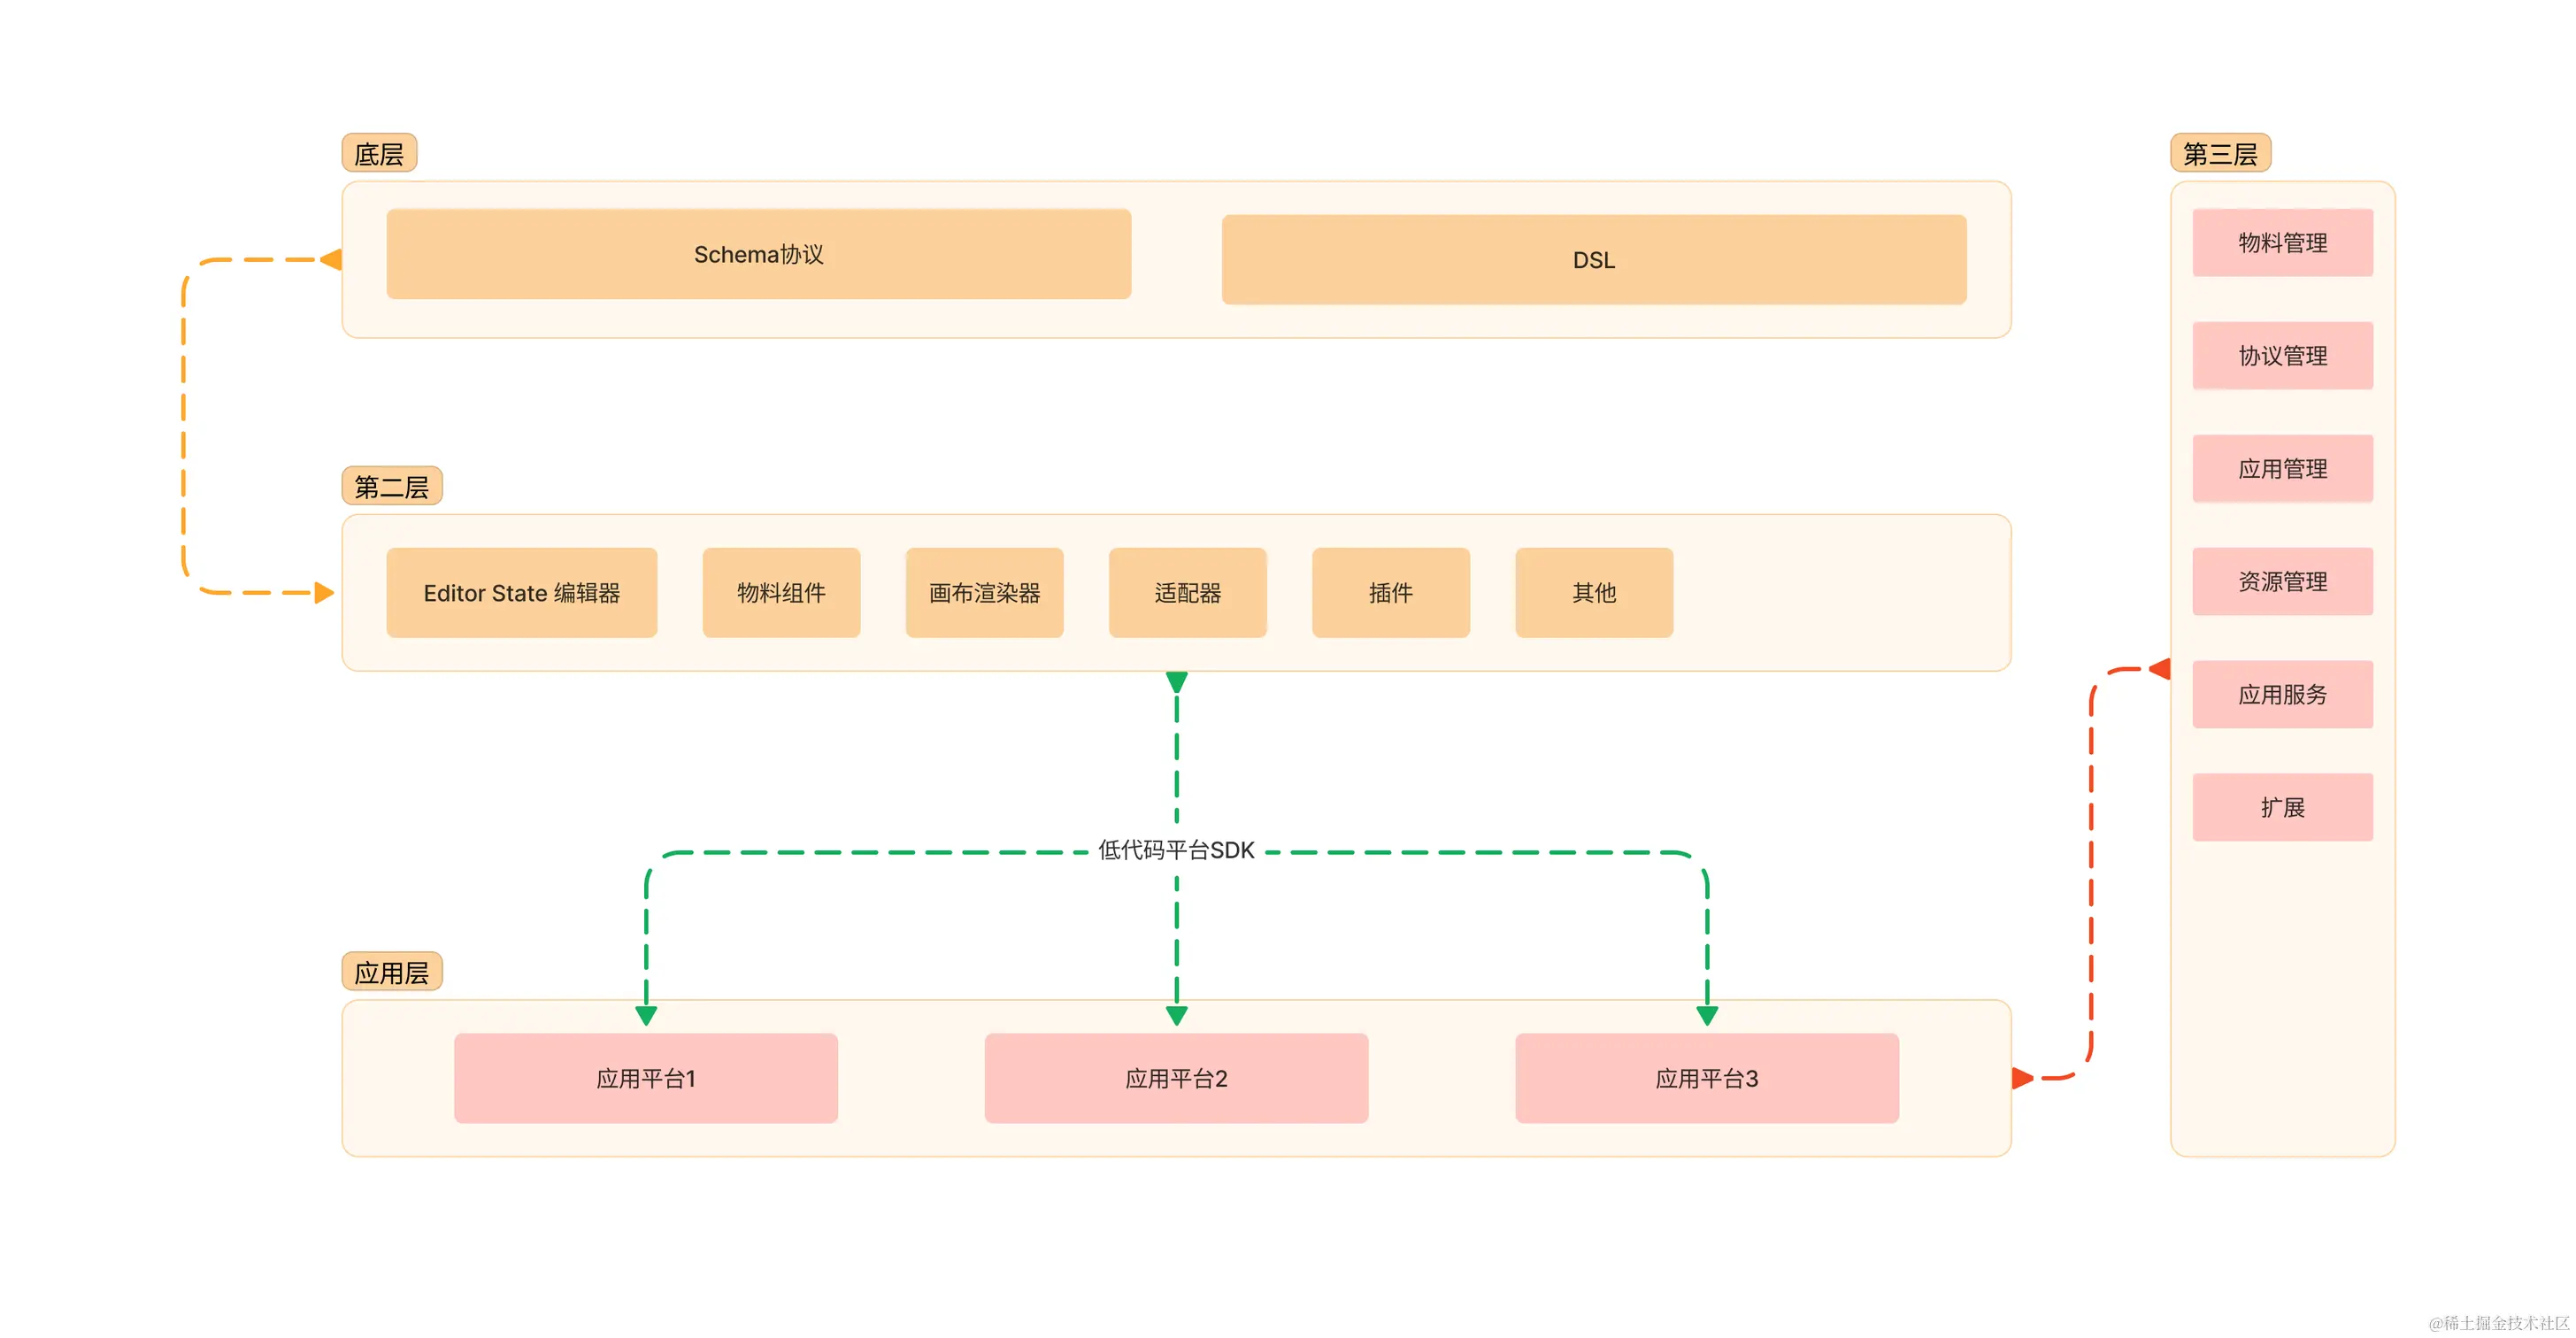 底层
Schema协议
DSL
第二层
Editor State 编辑器
物料组件
画布渲染器
适配器
插件
其他
低代码平台SDK
应用层
应用平台1
应用平台2
应用平台3
第三层
物料管理
协议管理
应用管理
资源管理
应用服务
扩展
@稀土掘金技术社区